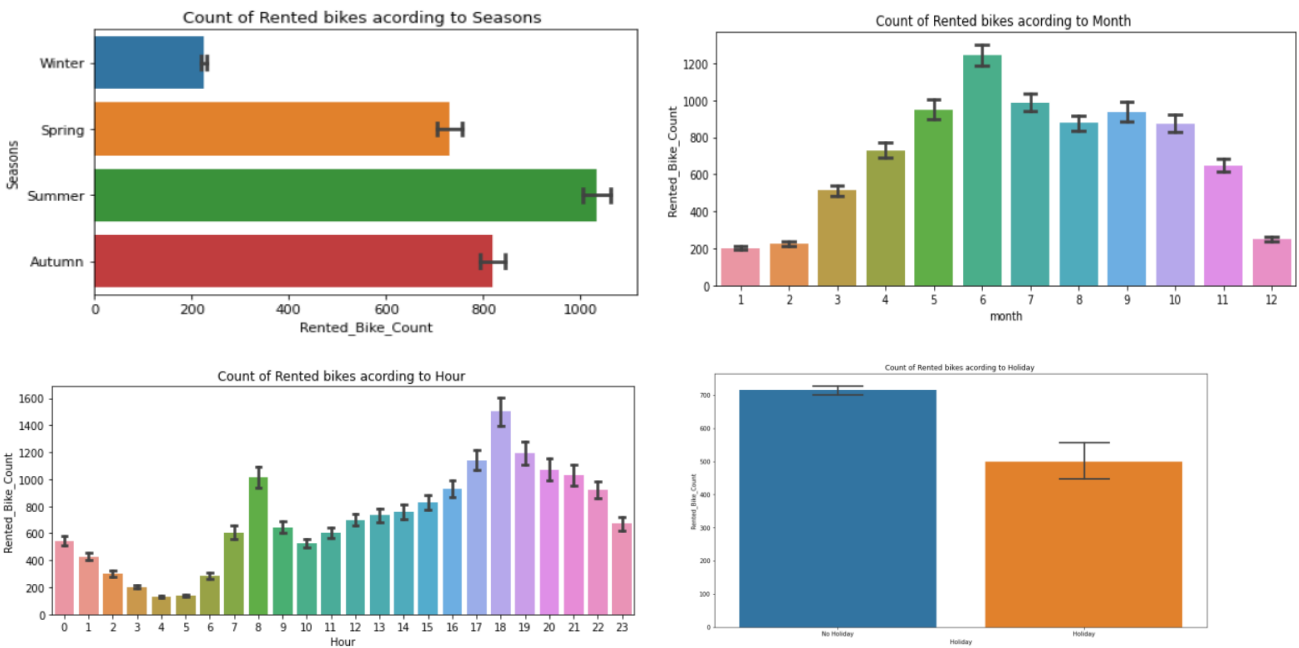 Count of Rented bikes acording to Seasons
Seasons
Winter
Spring
Summer
Autumn
0 200 400 600 800 1000
Rented_Bike_Count
Count of Rented bikes acording to Month
Rented_Bike_Count
1200
1000
800
600
400
200
0
1 2 3 4 5 6 7 8 9 10 11 12
month
Count of Rented bikes acording to Hour
Rented_Bike_Count
1600
1400
1200
1000
800
600
400
200
0
0 1 2 3 4 5 6 7 8 9 10 11 12 13 14 15 16 17 18 19 20 21 22 23
Hour
Count of Rented bikes acording to Holiday
Rented_Bike_Count
700
600
500
400
300
200
100
0
No Holiday Holiday
Holiday